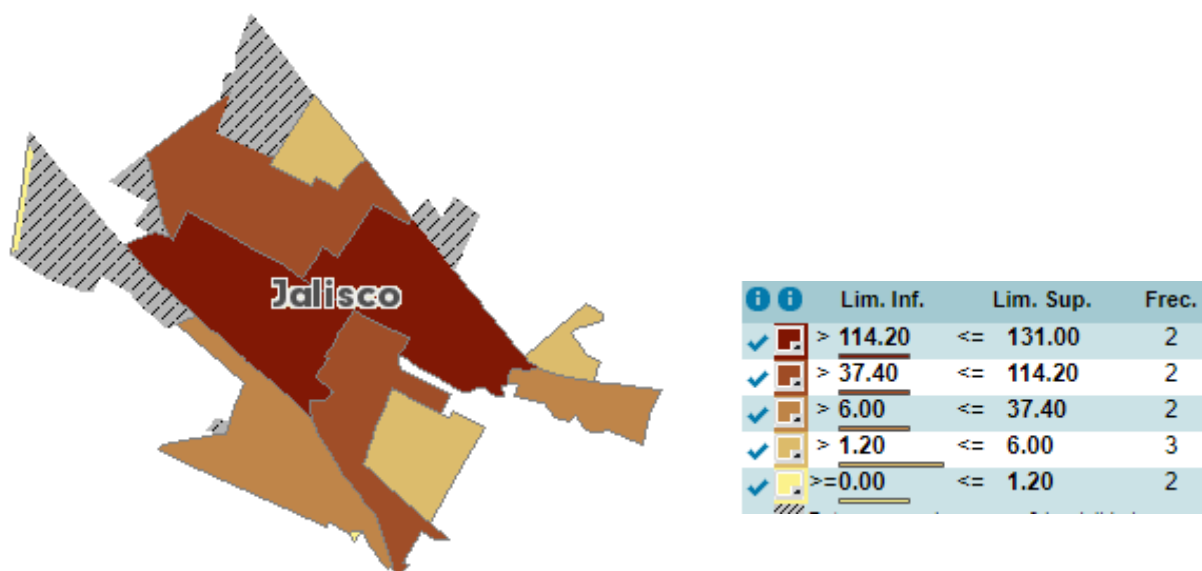 Jalisco
Lim. Inf. Lim. Sup. Frec.
> 114.20 <= 131.00 2
> 37.40 <= 114.20 2
> 6.00 <= 37.40 2
> 1.20 <= 6.00 3
>= 0.00 <= 1.20 2